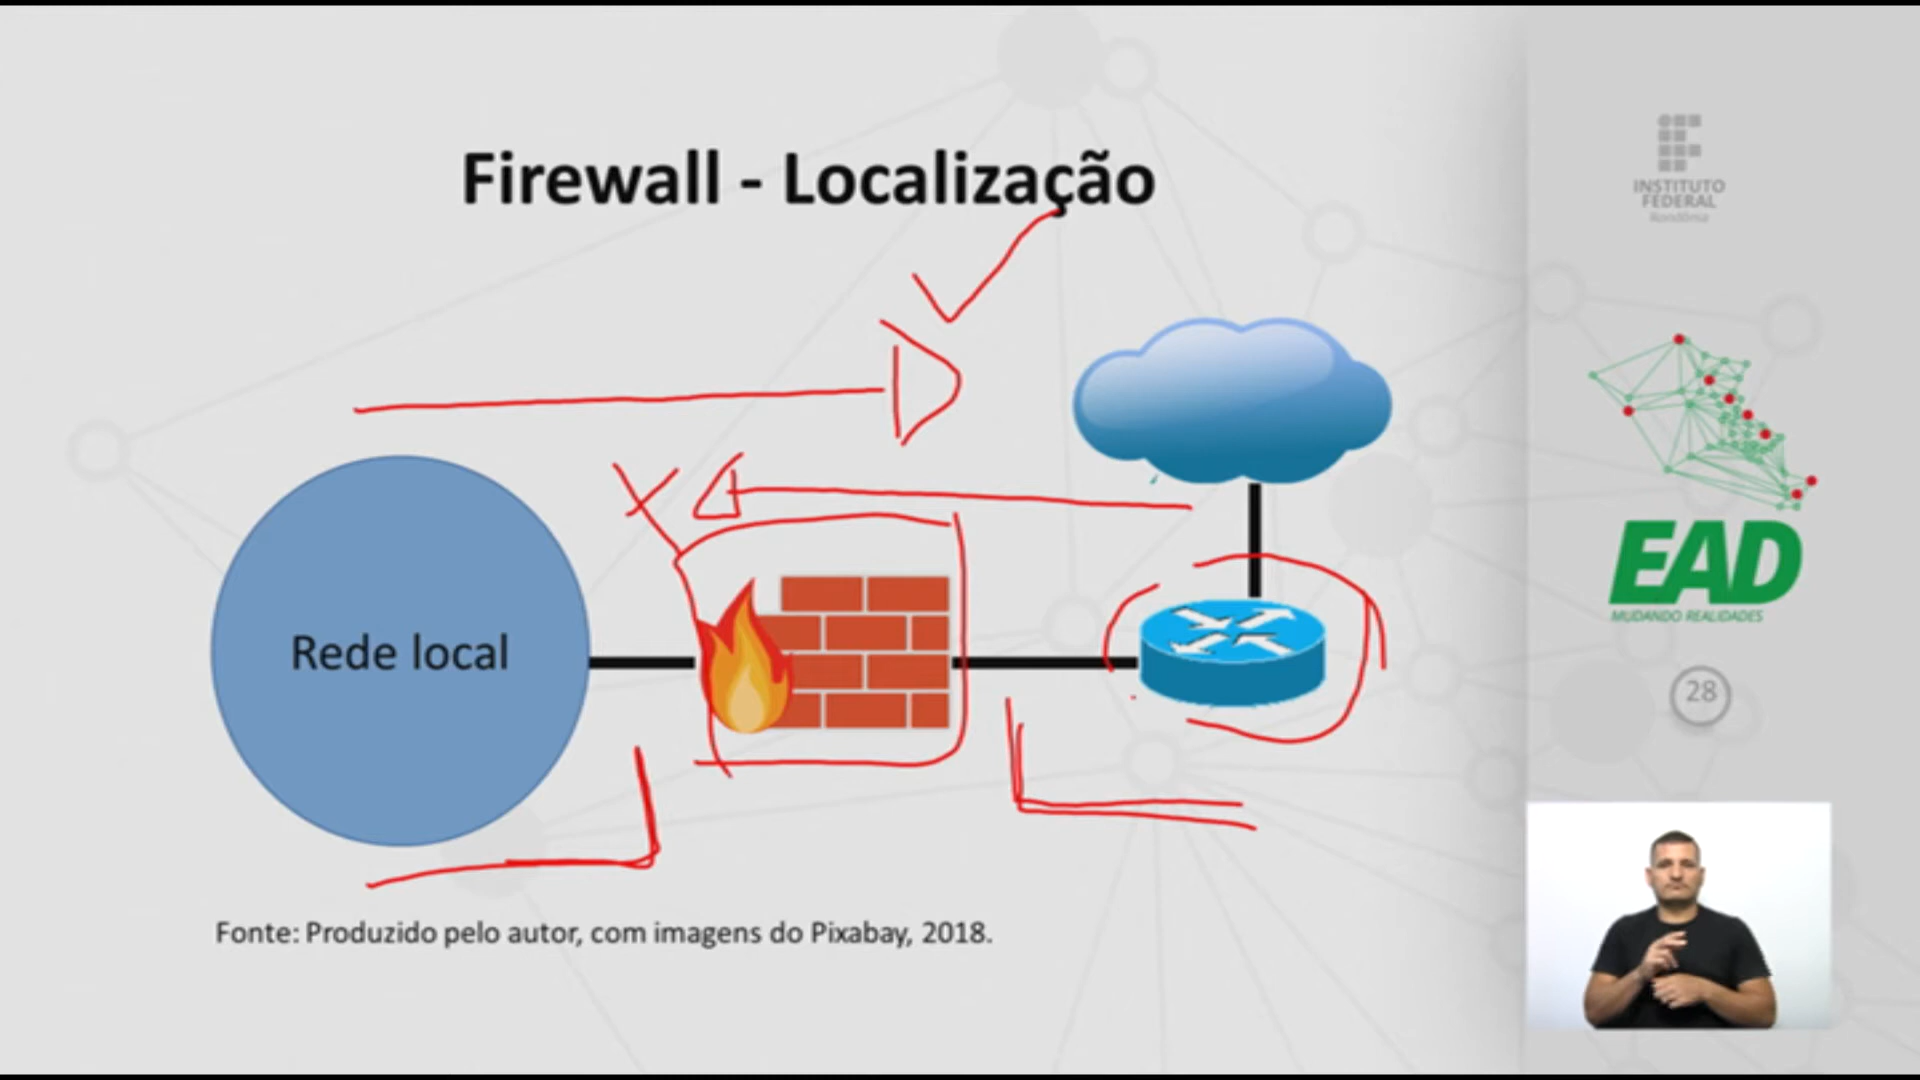 Firewall - Localização
Rede local
Fonte: Produzido pelo autor, com imagens do Pixabay, 2018.
INSTITUTO
FEDERAL
Rondônia
EAD
MUDANDO REALIDADES
28